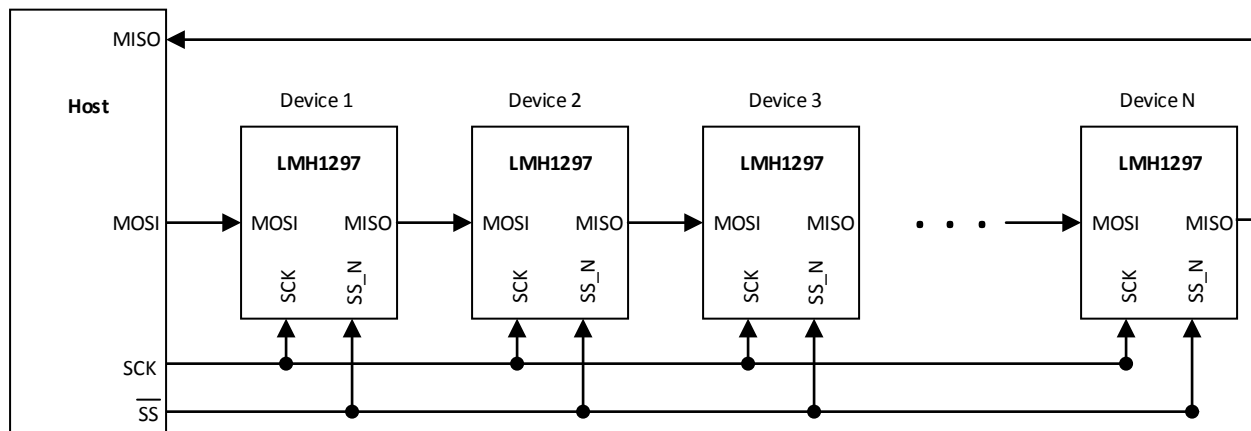 MISO
Host
Device 1 Device 2 Device 3 Device N
LMH1297 LMH1297 LMH1297 LMH1297
MOSI MOSI MISO MOSI MISO MOSI MISO . . . MOSI MISO
SCK SS_N SCK SS_N SCK SS_N SCK SS_N
SCK
SS